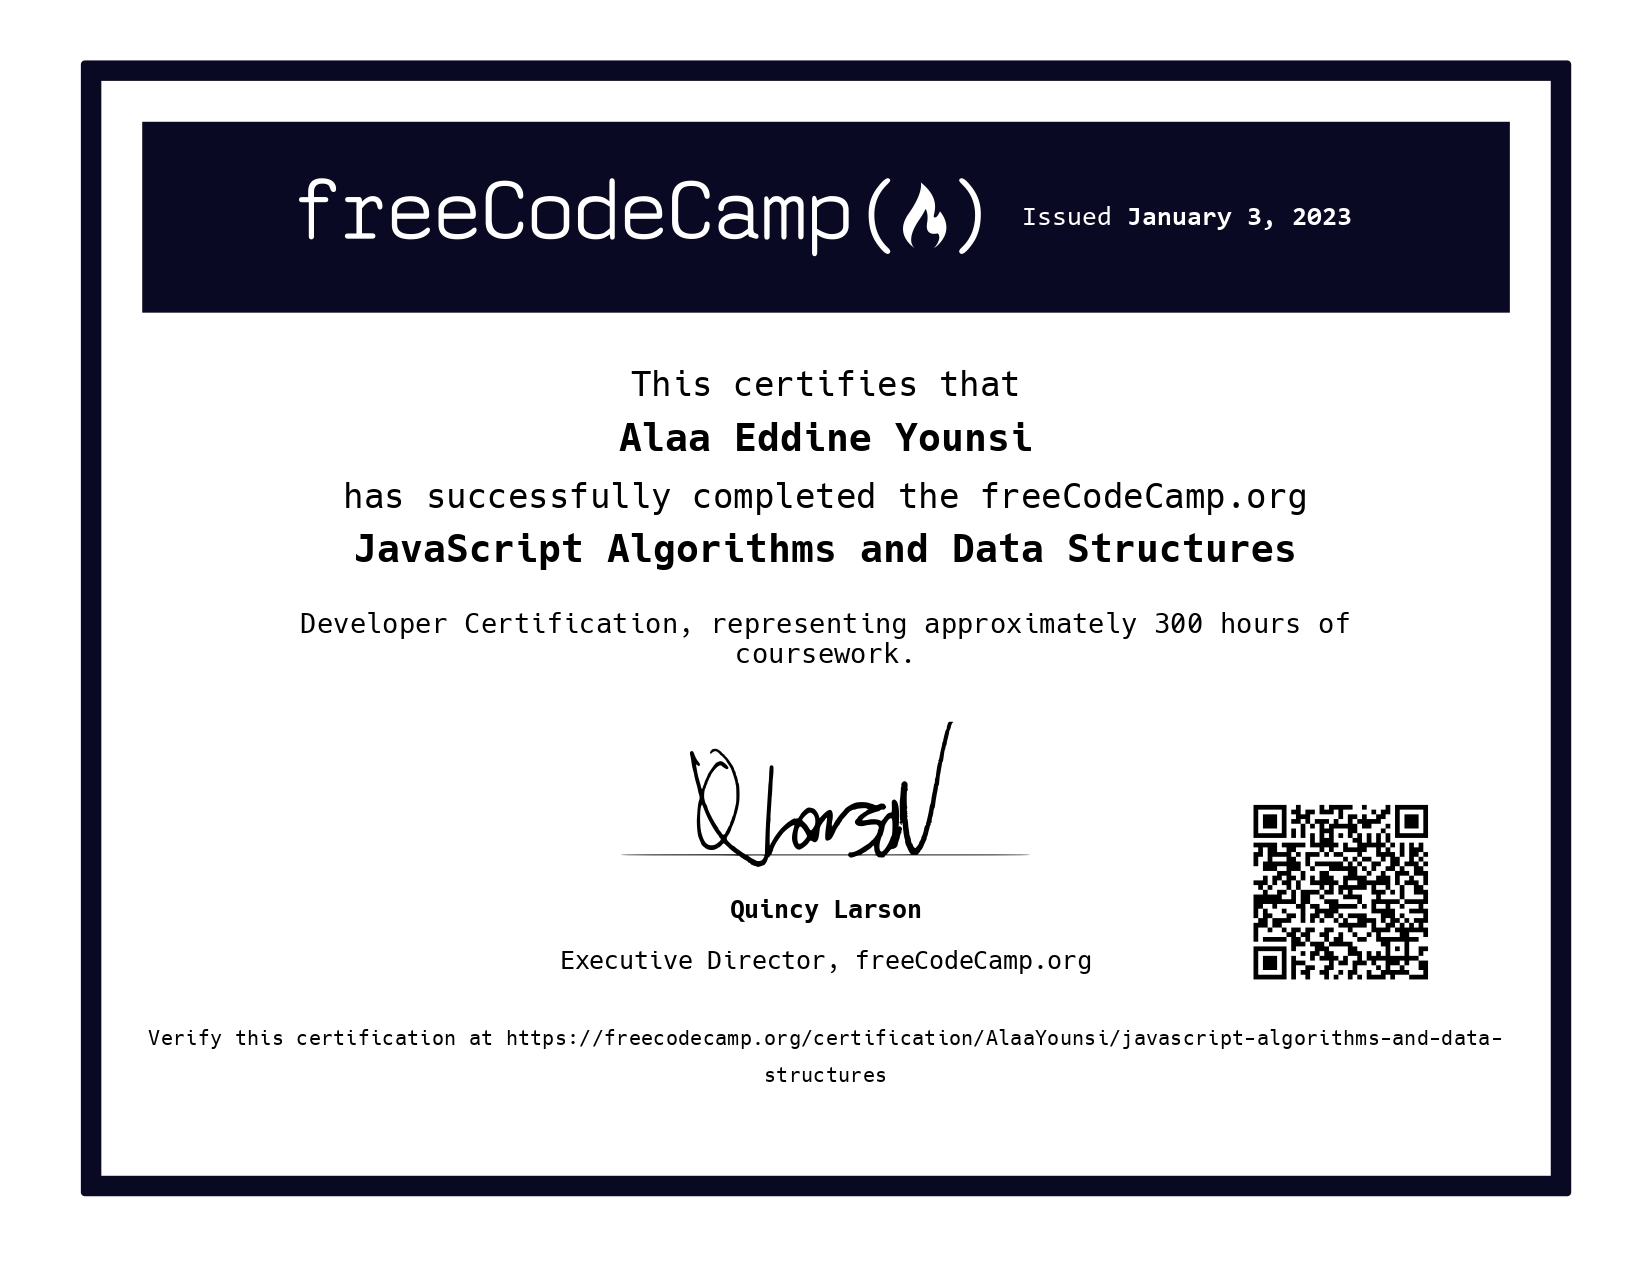 freeCodeCamp(🔥) Issued January 3, 2023
This certifies that
Alaa Eddine Younsi
has successfully completed the freeCodeCamp.org
JavaScript Algorithms and Data Structures
Developer Certification, representing approximately 300 hours of
coursework.
Q Larson
Quincy Larson
Executive Director, freeCodeCamp.org
Verify this certification at https://freecodecamp.org/certification/AlaaYounsi/javascript-algorithms-and-data-
structures